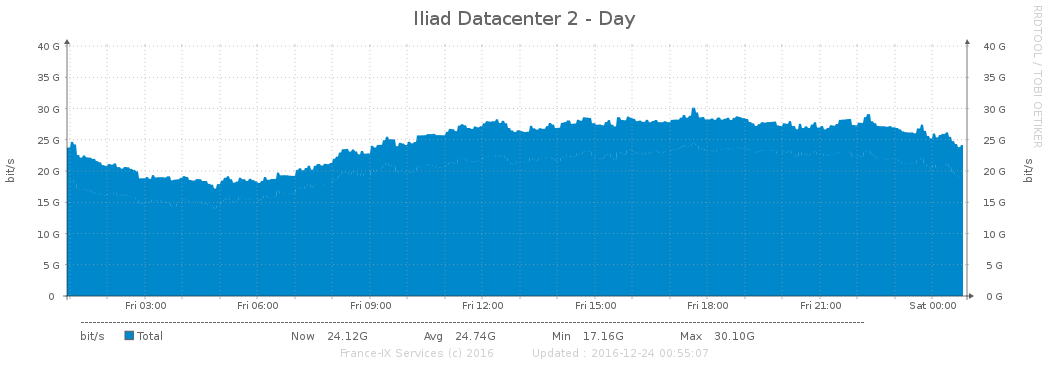 Iliad Datacenter 2 - Day
RRDTOOL / TOBI OETIKER
bit/s
40 G
35 G
30 G
25 G
20 G
15 G
10 G
5 G
0
40 G
35 G
30 G
25 G
20 G
15 G
10 G
5 G
0 G
bit/s
Fri 03:00 Fri 06:00 Fri 09:00 Fri 12:00 Fri 15:00 Fri 18:00 Fri 21:00 Sat 00:00
bit/s Total Now 24.12G Avg 24.74G Min 17.16G Max 30.10G
France-IX Services (c) 2016 Updated : 2016-12-24 00:55:07